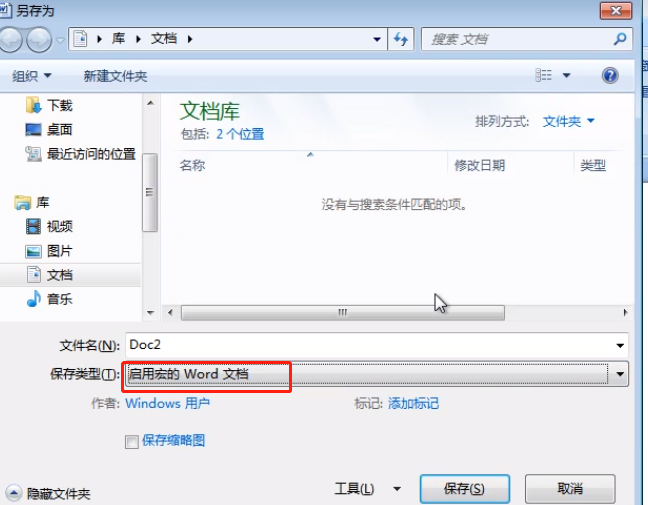 另存为
库 文档
搜索 文档
组织 新建文件夹
下载
桌面
最近访问的位置
库
视频
图片
文档
音乐
文档库
包括: 2 个位置
排列方式: 文件夹
名称 修改日期 类型
没有与搜索条件匹配的项。
文件名(N): Doc2
保存类型(T): 启用宏的 Word 文档
作者: Windows 用户 标记: 添加标记
保存缩略图
隐藏文件夹 工具(L) 保存(S) 取消